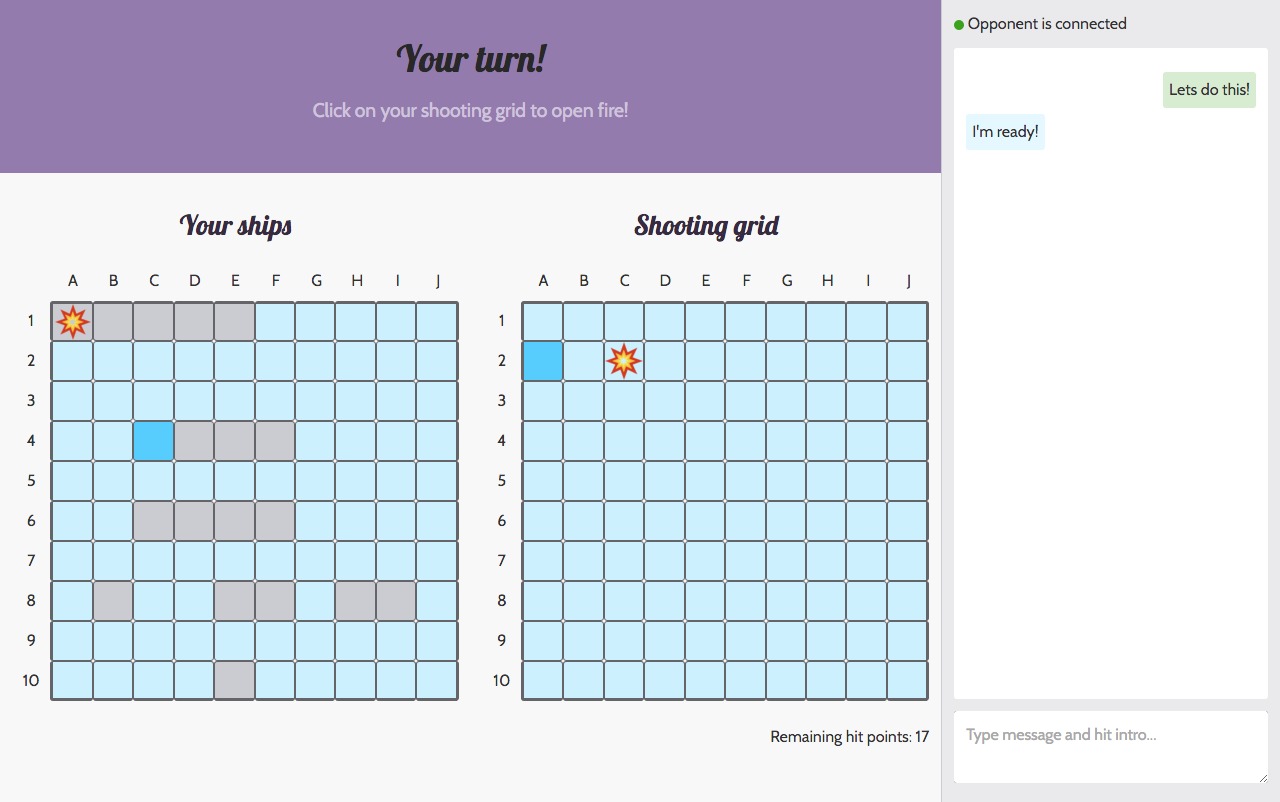 Your turn!
Click on your shooting grid to open fire!
Your ships
A B C D E F G H I J
1
2
3
4
5
6
7
8
9
10
Shooting grid
A B C D E F G H I J
1
2
3
4
5
6
7
8
9
10
Remaining hit points: 17
Opponent is connected
Lets do this!
I'm ready!
Type message and hit intro...